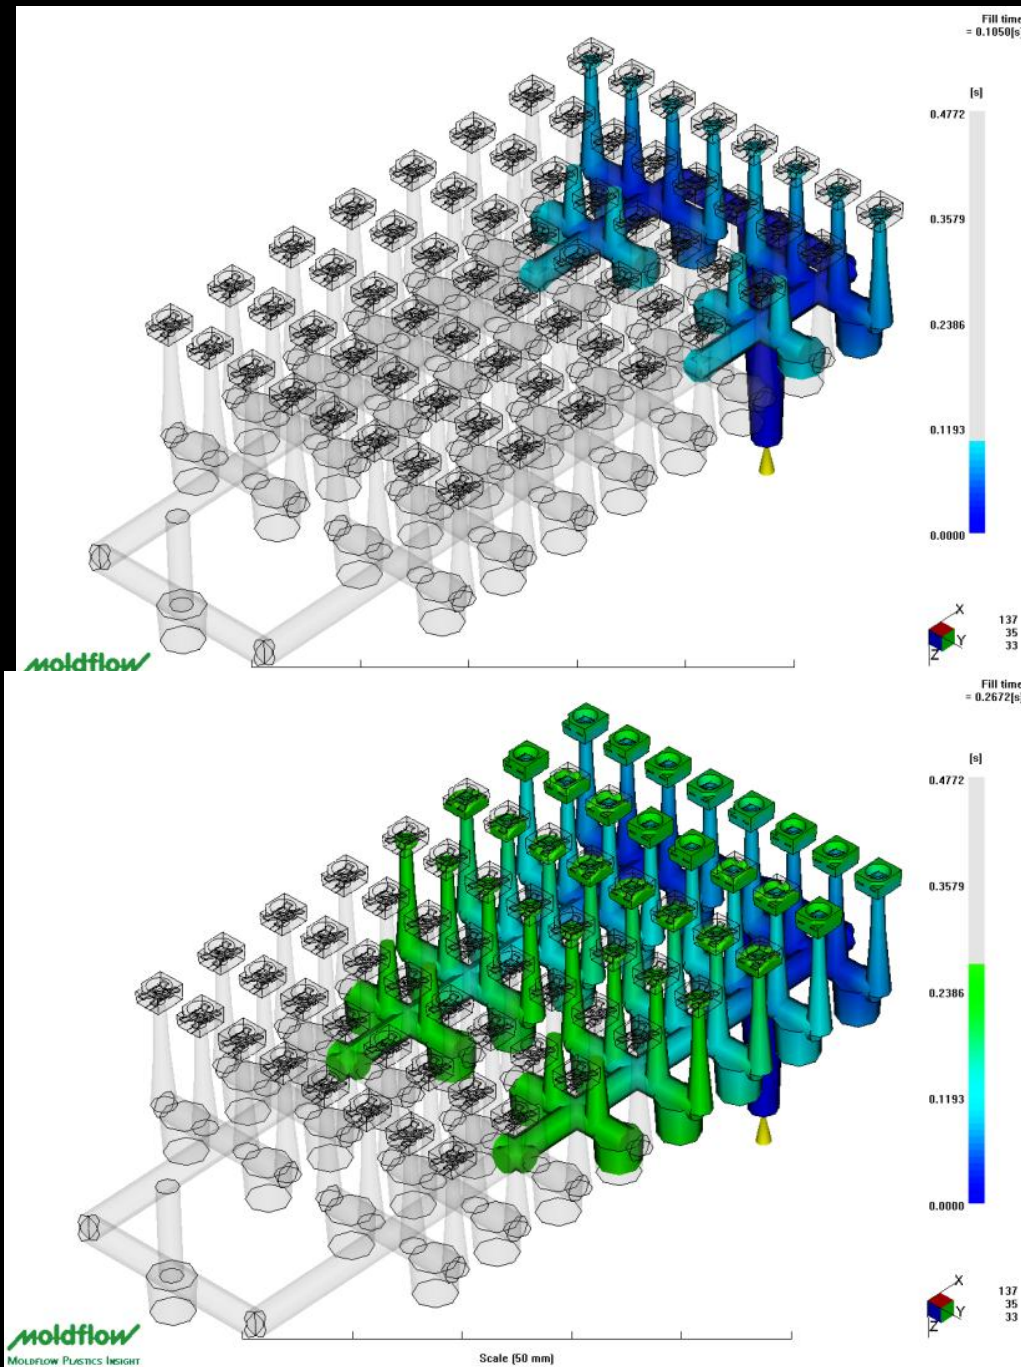 Fill time
= 0.1050[s]
[s]
0.4772
0.3579
0.2386
0.1193
0.0000
X
Y
Z
137
35
33
moldflow
Fill time
= 0.2672[s]
[s]
0.4772
0.3579
0.2386
0.1193
0.0000
X
Y
Z
137
35
33
moldflow
MOLDFLOW PLASTICS INSIGHT
Scale (50 mm)